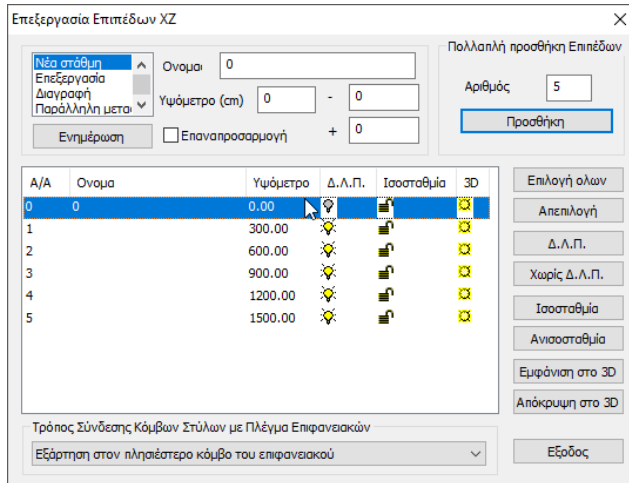 Επεξεργασία Επιπέδων XZ
Νέα στάθμη
Επεξεργασία
Διαγραφή
Παράλληλη μετα
Ονομα
0
Υψόμετρο (cm)
0
-
0
Ενημέρωση
Επαναπροσαρμογή
+
0
Πολλαπλή προσθήκη Επιπέδων
Αριθμός
5
Προσθήκη
Α/Α Ονομα Υψόμετρο Δ.Λ.Π. Ισοσταθμία 3D
0 0 0.00
1 300.00
2 600.00
3 900.00
4 1200.00
5 1500.00
Επιλογή ολων
Απεπιλογή
Δ.Λ.Π.
Χωρίς Δ.Λ.Π.
Ισοσταθμία
Ανισοσταθμία
Εμφάνιση στο 3D
Απόκρυψη στο 3D
Τρόπος Σύνδεσης Κόμβων Στύλων με Πλέγμα Επιφανειακών
Εξάρτηση στον πλησιέστερο κόμβο του επιφανειακού
Εξοδος